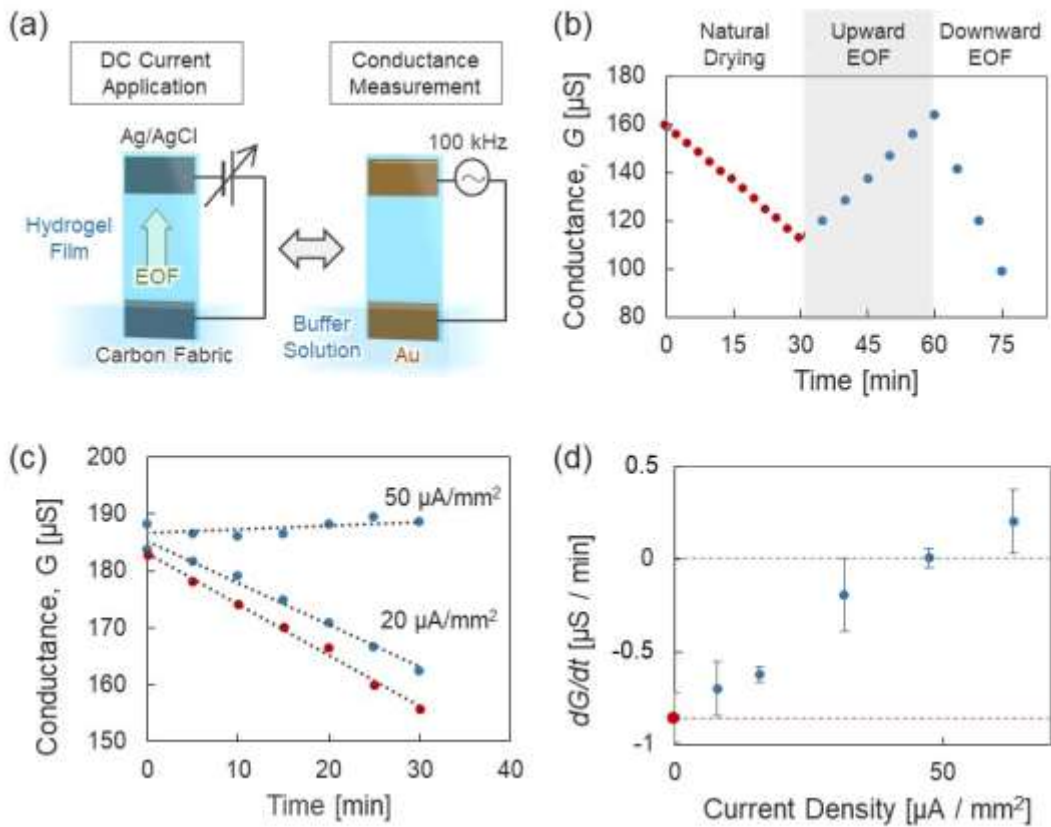 (a)
DC Current
Application
Conductance
Measurement
Ag/AgCl
100 kHz
Hydrogel
Film
EOF
Buffer
Solution
Carbon Fabric
Au
(b)
Natural
Drying
Upward
EOF
Downward
EOF
Conductance, G [µS]
180
160
140
120
100
80
0
15
30
45
60
75
Time [min]
(c)
Conductance, G [µS]
200
190
180
170
160
150
50 µA/mm²
20 µA/mm²
0
10
20
30
40
Time [min]
(d)
dG/dt [µS / min]
0.5
0
-0.5
-1
0
50
Current Density [µA / mm²]